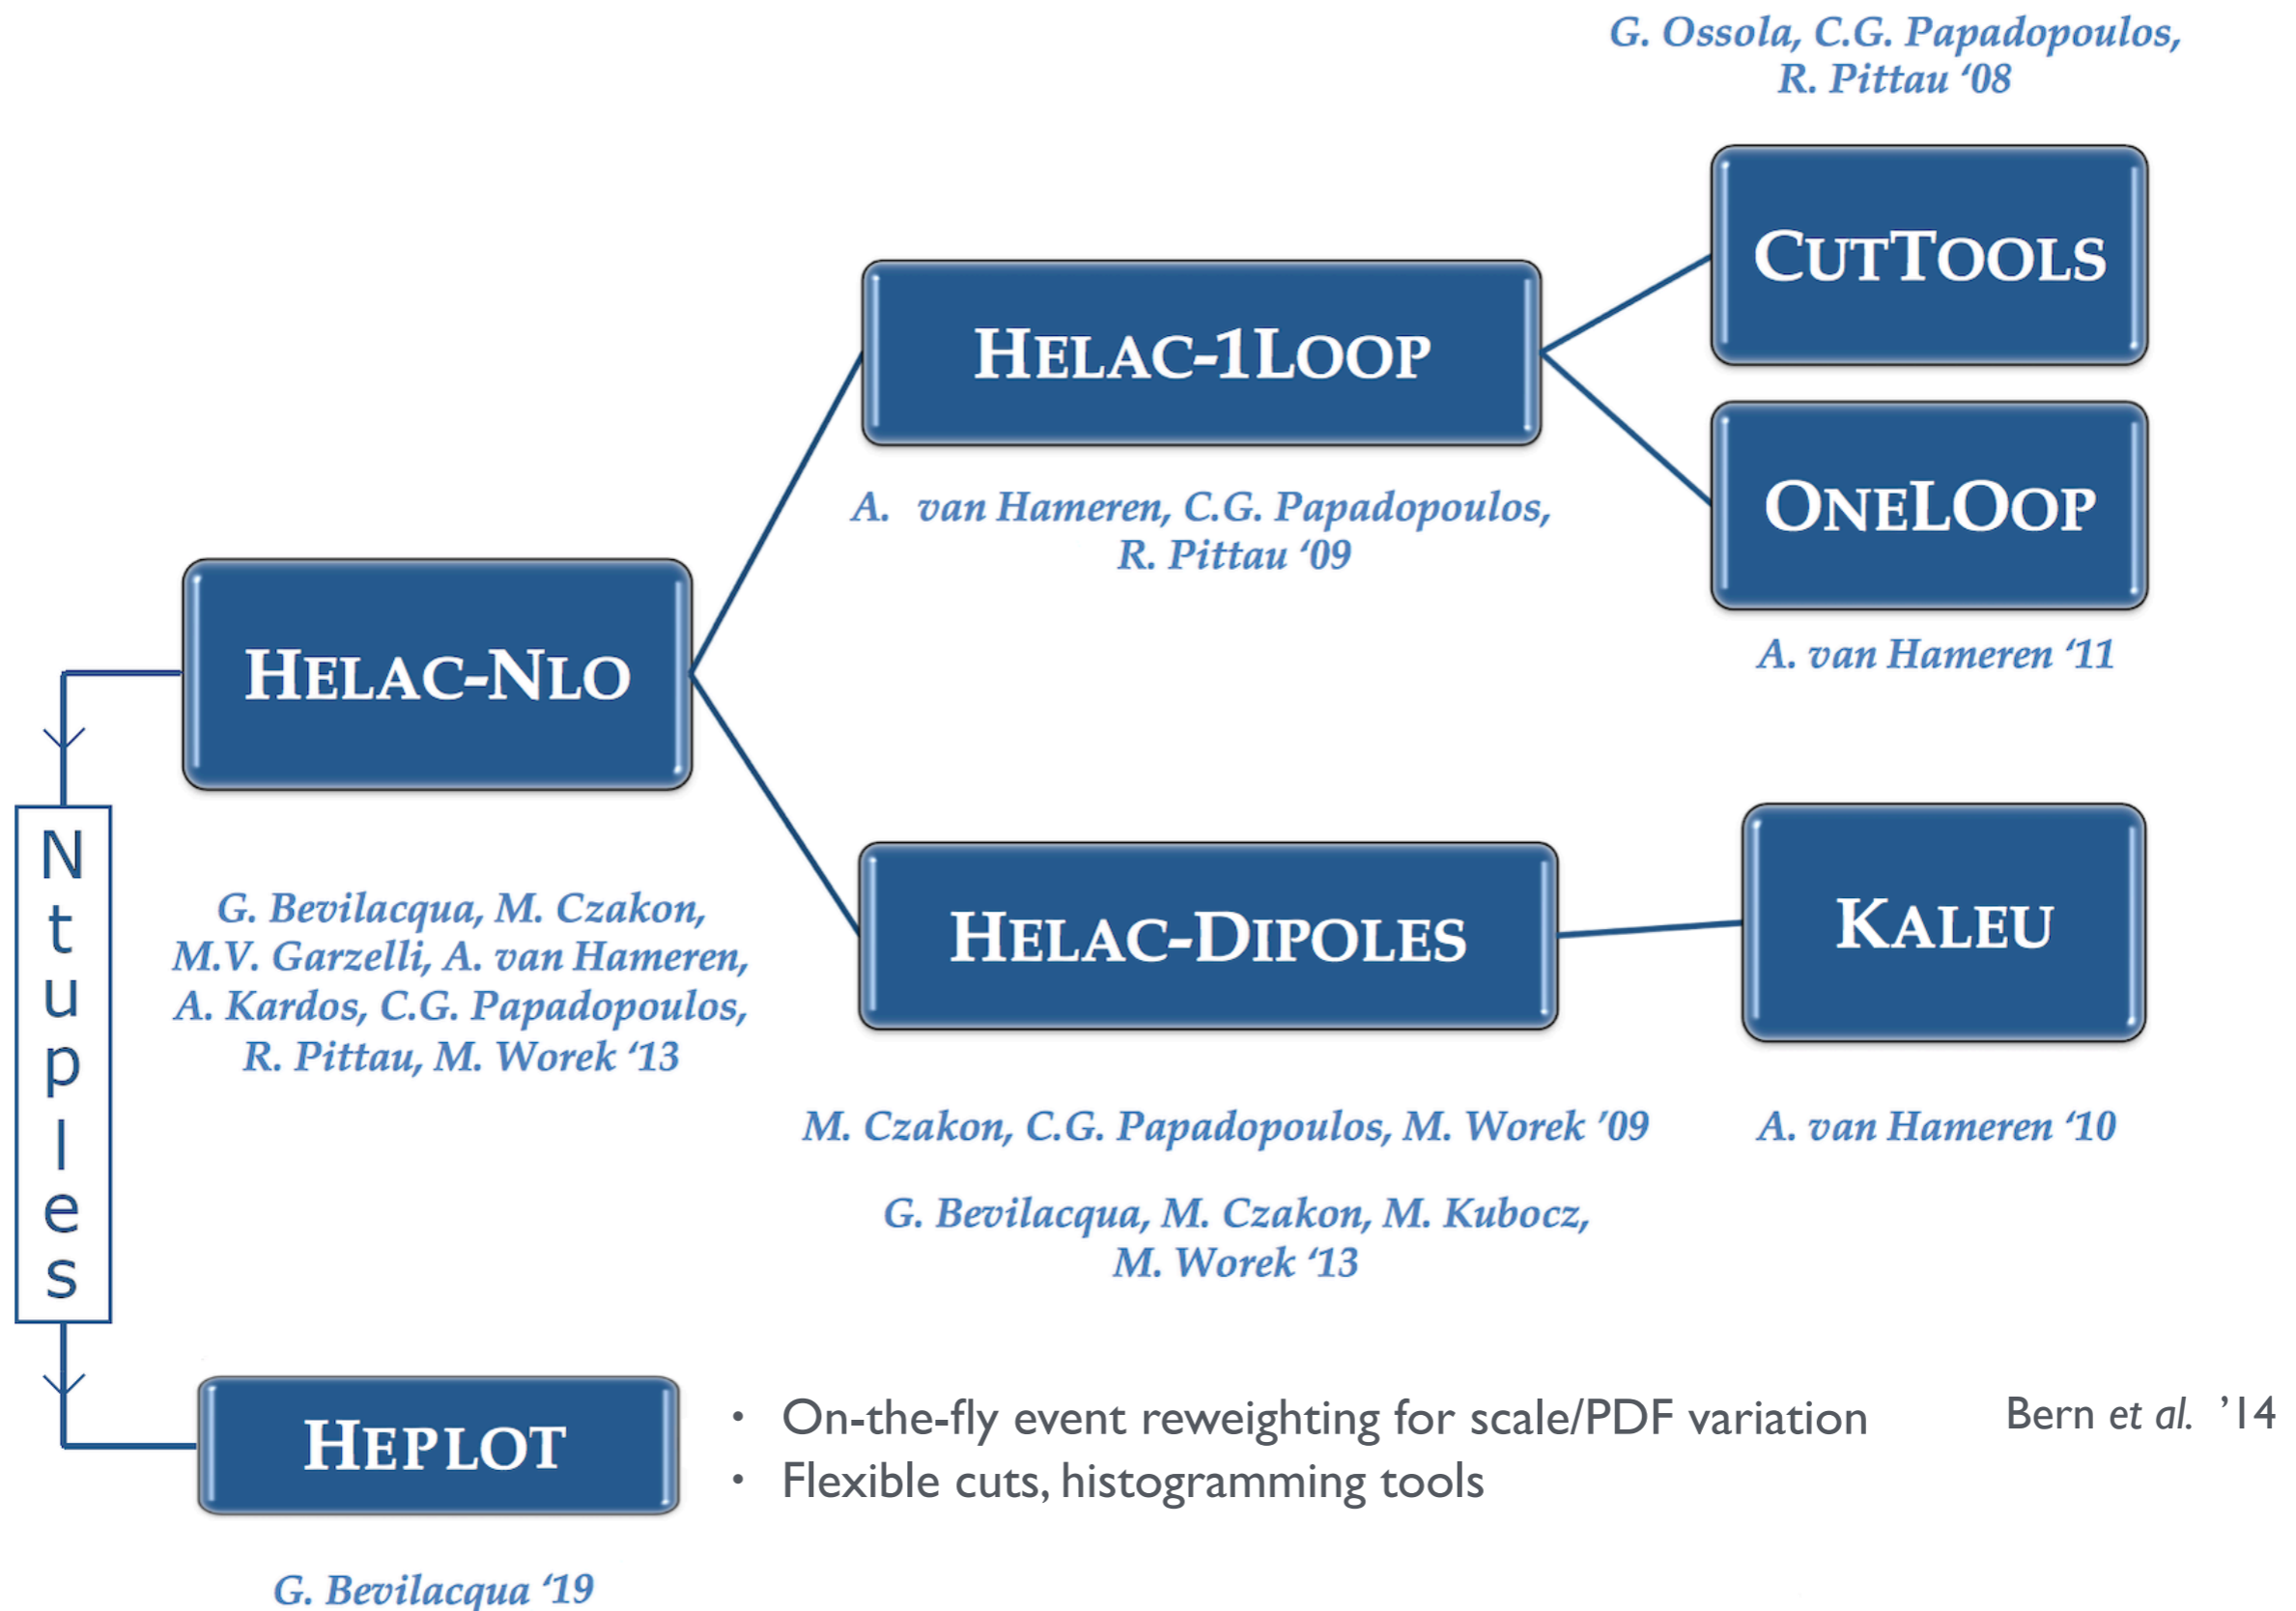 G. Ossola, C.G. Papadopoulos,
R. Pittau ‘08
CUTTOOLS
HELAC-1LOOP
ONELOOP
A. van Hameren, C.G. Papadopoulos,
R. Pittau ‘09
A. van Hameren ‘11
HELAC-NLO
Ntuples
G. Bevilacqua, M. Czakon,
M.V. Garzelli, A. van Hameren,
A. Kardos, C.G. Papadopoulos,
R. Pittau, M. Worek ‘13
HELAC-DIPOLES
KALEU
M. Czakon, C.G. Papadopoulos, M. Worek ’09
A. van Hameren ‘10
G. Bevilacqua, M. Czakon, M. Kubocz,
M. Worek ‘13
HEPLOT
• On-the-fly event reweighting for scale/PDF variation
Bern et al. ’14
• Flexible cuts, histogramming tools
G. Bevilacqua ‘19